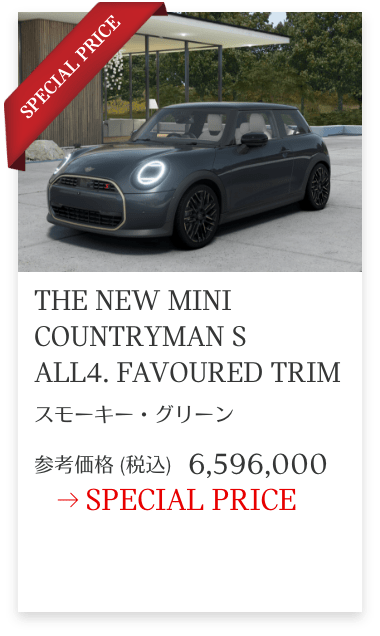 SPECIAL PRICE
THE NEW MINI
COUNTRYMAN S
ALL4. FAVOURED TRIM
スモーキー・グリーン
参考価格 (税込) 6,596,000
→ SPECIAL PRICE